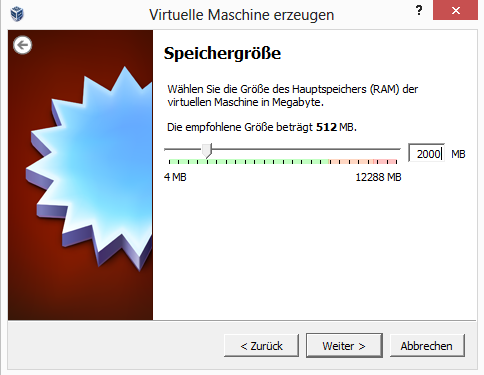 Virtuelle Maschine erzeugen
Speichergröße
Wählen Sie die Größe des Hauptspeichers (RAM) der
virtuellen Maschine in Megabyte.
Die empfohlene Größe beträgt 512 MB.
2000 MB
4 MB 12288 MB
< Zurück Weiter > Abbrechen